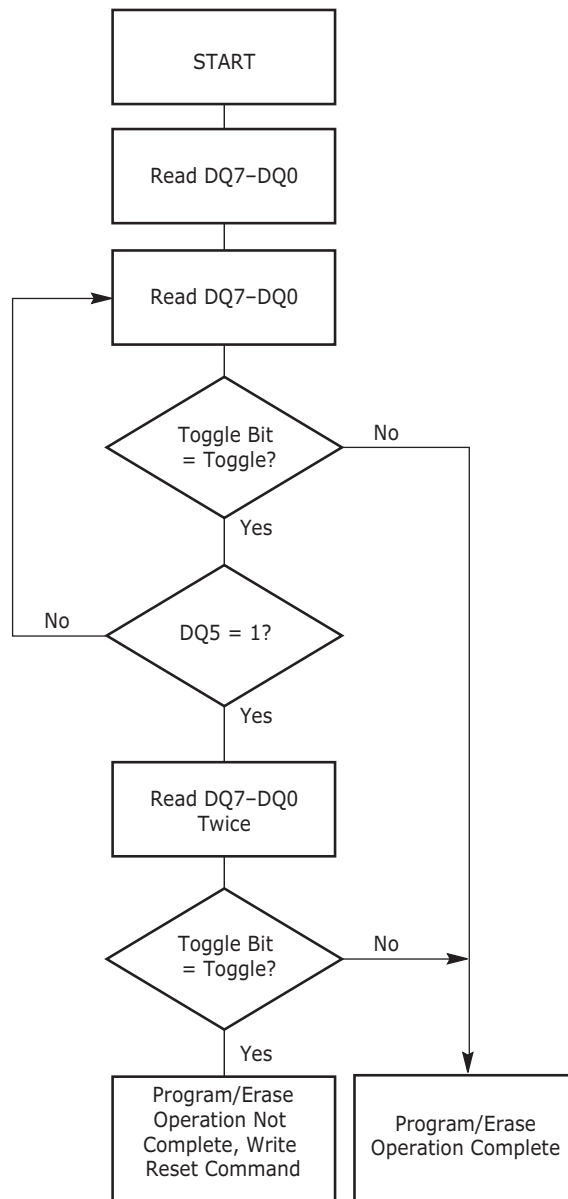 START
Read DQ7–DQ0
Read DQ7–DQ0
Toggle Bit
= Toggle?
No
Yes
No
DQ5 = 1?
Yes
Read DQ7–DQ0
Twice
Toggle Bit
= Toggle?
No
Yes
Program/Erase
Operation Not
Complete, Write
Reset Command
Program/Erase
Operation Complete